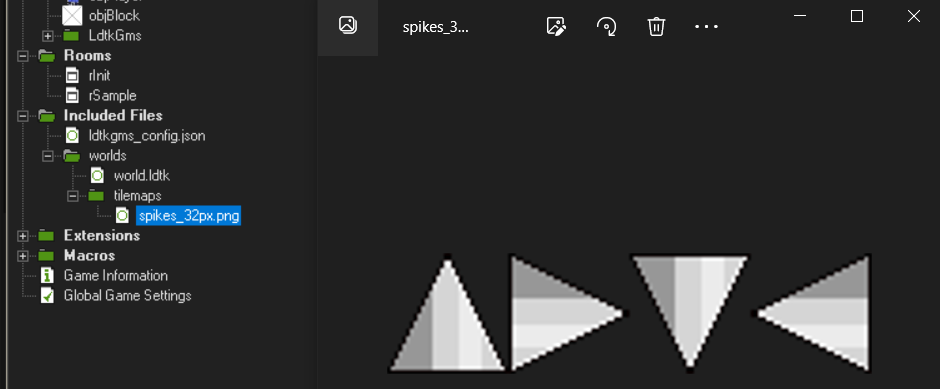 objBlock
LdtkGms
Rooms
rInit
rSample
Included Files
ldtkgms_config.json
worlds
world.ldtk
tilemaps
spikes_32px.png
Extensions
Macros
Game Information
Global Game Settings
spikes_3...